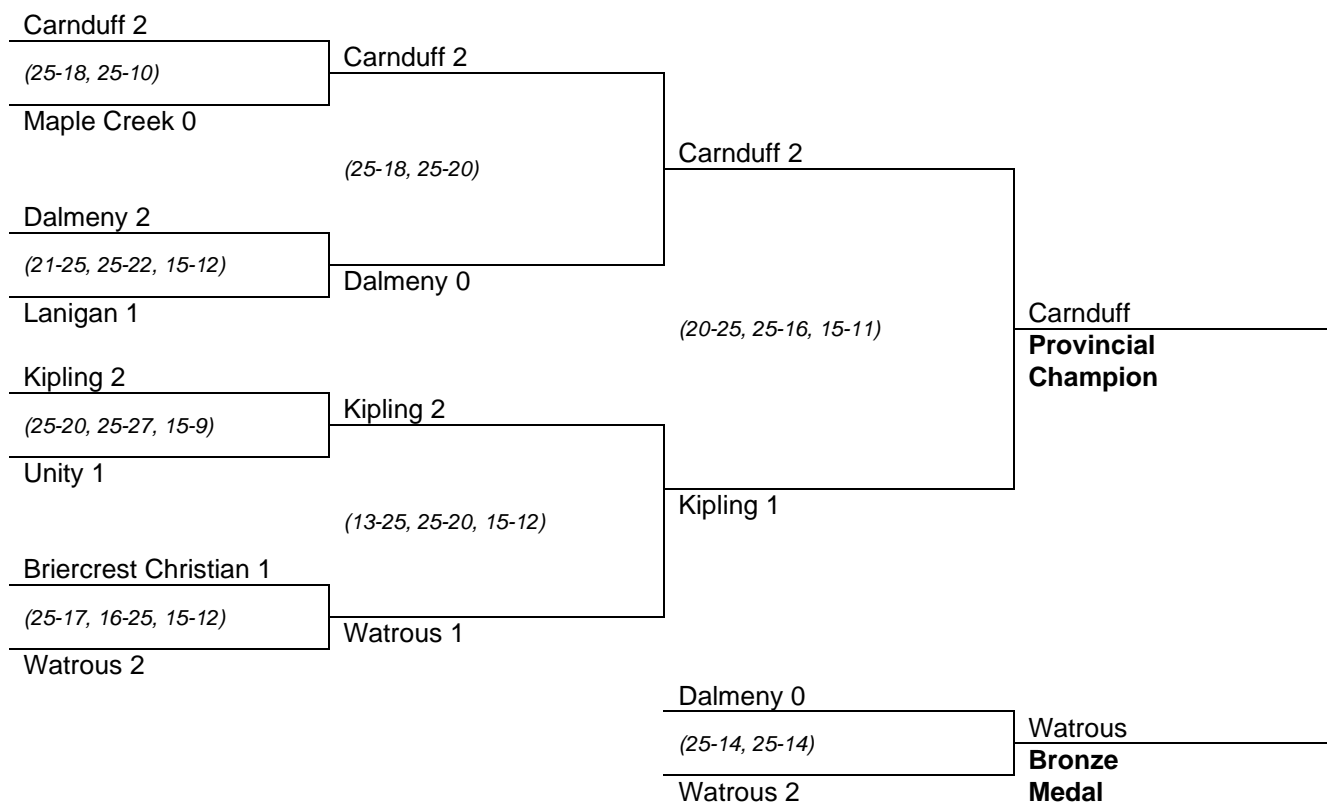 Carnduff 2
(25-18, 25-10)
Maple Creek 0
Carnduff 2
(25-18, 25-20)
Dalmeny 2
(21-25, 25-22, 15-12)
Lanigan 1
Dalmeny 0
Carnduff 2
(20-25, 25-16, 15-11)
Kipling 2
(25-20, 25-27, 15-9)
Unity 1
Kipling 2
(13-25, 25-20, 15-12)
Briercrest Christian 1
(25-17, 16-25, 15-12)
Watrous 2
Watrous 1
Kipling 1
Carnduff
Provincial
Champion
Dalmeny 0
(25-14, 25-14)
Watrous 2
Watrous
Bronze
Medal